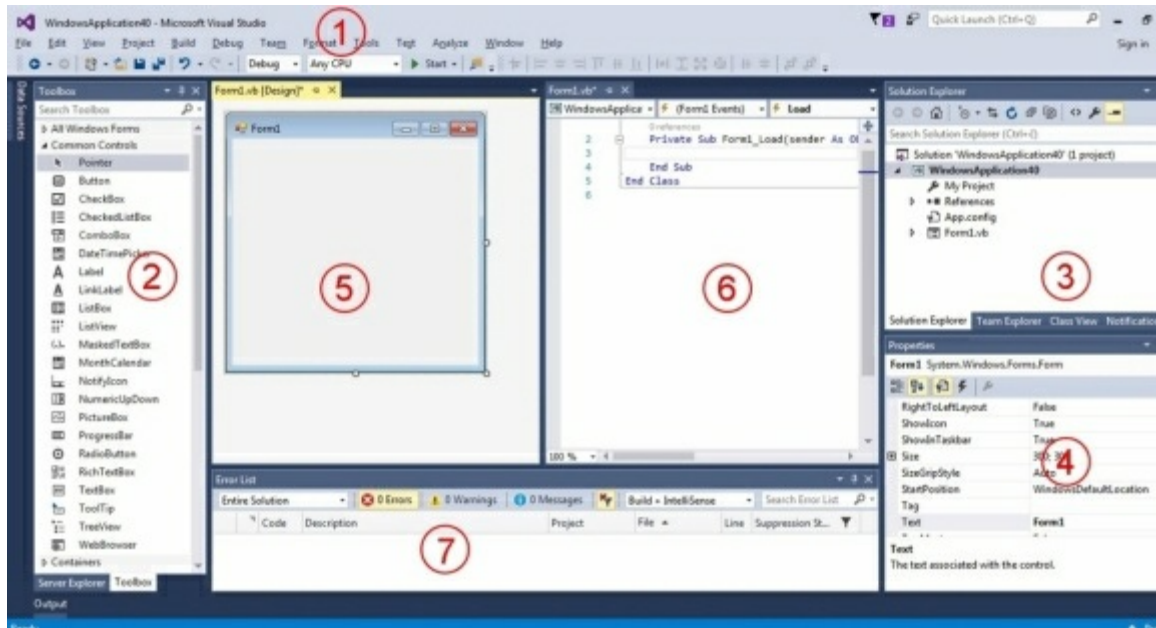 WindowsApplication40 - Microsoft Visual Studio
Quick Launch (Ctrl+Q)
File Edit View Project Build Debug Team Format Tools Test Analyze Window Help
Sign in
1
Debug Any CPU Start
Data Sources
Toolbox
Search Toolbox
All Windows Forms
Common Controls
Pointer
Button
CheckBox
CheckedListBox
ComboBox
DateTimePicker
Label
LinkLabel
ListBox
ListView
MaskedTextBox
MonthCalendar
NotifyIcon
NumericUpDown
PictureBox
ProgressBar
RadioButton
RichTextBox
TextBox
ToolTip
TreeView
WebBrowser
Containers
2
Server Explorer Toolbox
Output
Form1.vb [Design]*
Form1
5
Form1.vb*
WindowsApplice (Form1 Events) Load
0 references
2 Private Sub Form1_Load(sender As Ob
3
4 End Sub
5 End Class
6
6
100 %
Error List
Entire Solution 0 Errors 0 Warnings 0 Messages Build + IntelliSense Search Error List
Code Description Project File Line Suppression St...
7
Solution Explorer
Search Solution Explorer (Ctrl+;)
Solution 'WindowsApplication40' (1 project)
WindowsApplication40
My Project
References
App.config
Form1.vb
3
Solution Explorer Team Explorer Class View Notification
Properties
Form1 System.Windows.Forms.Form
RightToLeftLayout False
ShowIcon True
ShowInTaskbar True
Size
SizeGripStyle Auto
StartPosition WindowsDefaultLocation
Tag
Text Form1
4
Text
The text associated with the control.